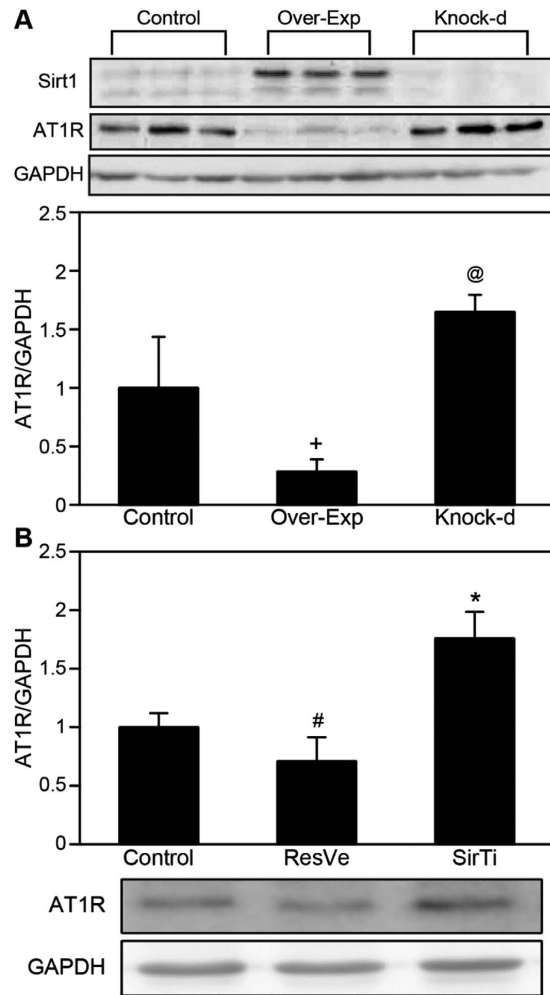 A
Control Over-Exp Knock-d
Sirt1
AT1R
GAPDH
AT1R/GAPDH
2.5
2
1.5
1
0.5
0
@
+
Control Over-Exp Knock-d
B
AT1R/GAPDH
2.5
2
1.5
1
0.5
0
*
#
Control ResVe SirTi
AT1R
GAPDH